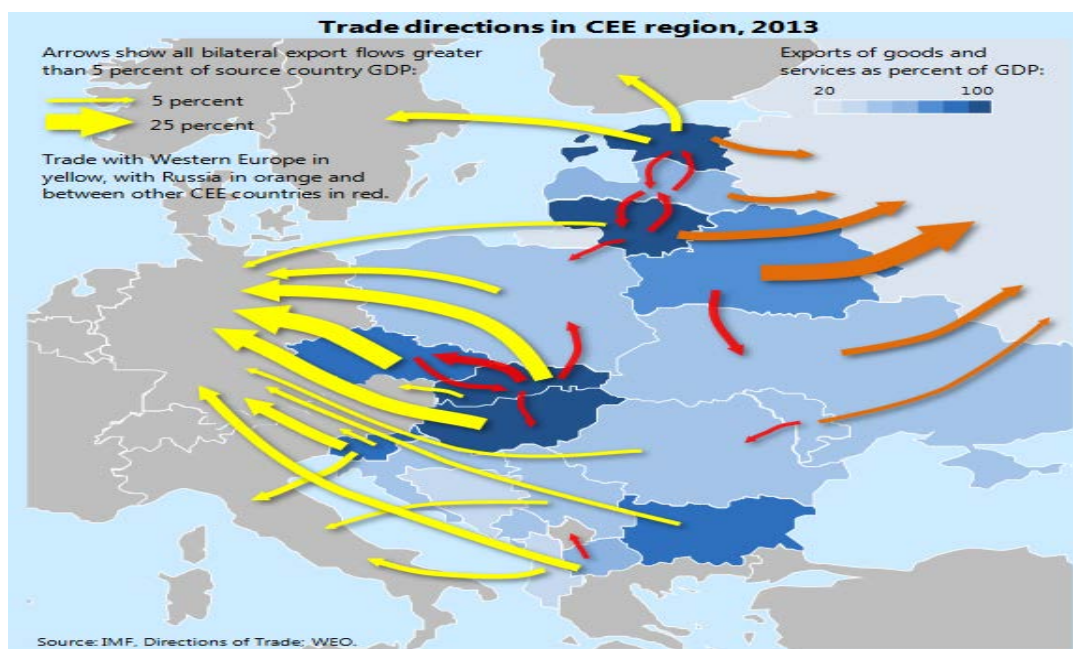 Trade directions in CEE region, 2013
Arrows show all bilateral export flows greater
than 5 percent of source country GDP:
5 percent
25 percent
Trade with Western Europe in
yellow, with Russia in orange and
between other CEE countries in red.
Exports of goods and
services as percent of GDP:
20 100
Source: IMF, Directions of Trade; WEO.